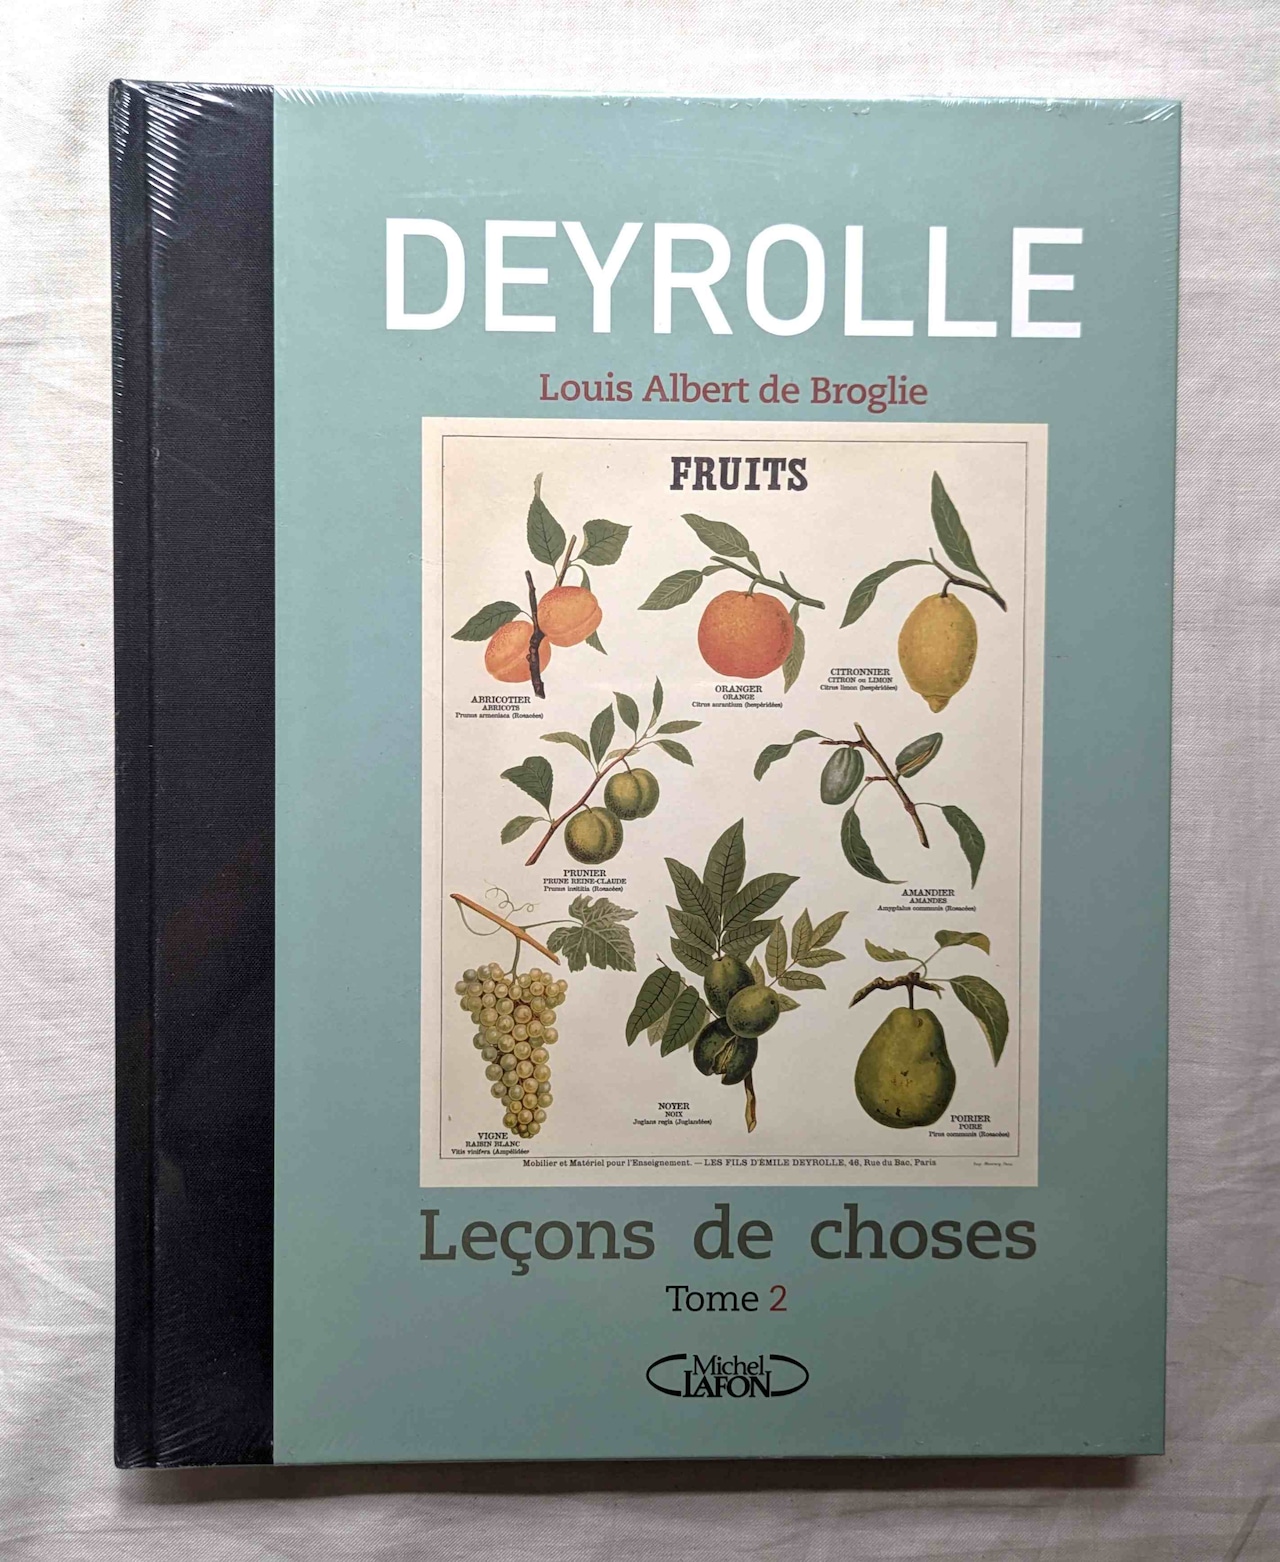 DEYROLLE
Louis Albert de Broglie
FRUITS
ABRICOTIER
ABRICOTS
Prunus armeniaca (Rosacées)
ORANGER
ORANGE
Citrus aurantium (hespéridées)
CITRONNIER
CITRON ou LIMON
Citrus limon (hespéridées)
PRUNIER
PRUNE REINE-CLAUDE
Prunus institia (Rosacées)
AMANDIER
AMANDES
Amygdalus communis (Rosacées)
VIGNE
RAISIN BLANC
Vitis vinifera (Ampélidées
NOYER
NOIX
Juglans regia (Juglandées)
POIRIER
POIRE
Pirus communis (Rosacées)
Mobilier et Matériel pour l'Enseignement. — LES FILS D'ÉMILE DEYROLLE, 46, Rue du Bac, Paris
Leçons de choses
Tome 2
Michel
LAFON